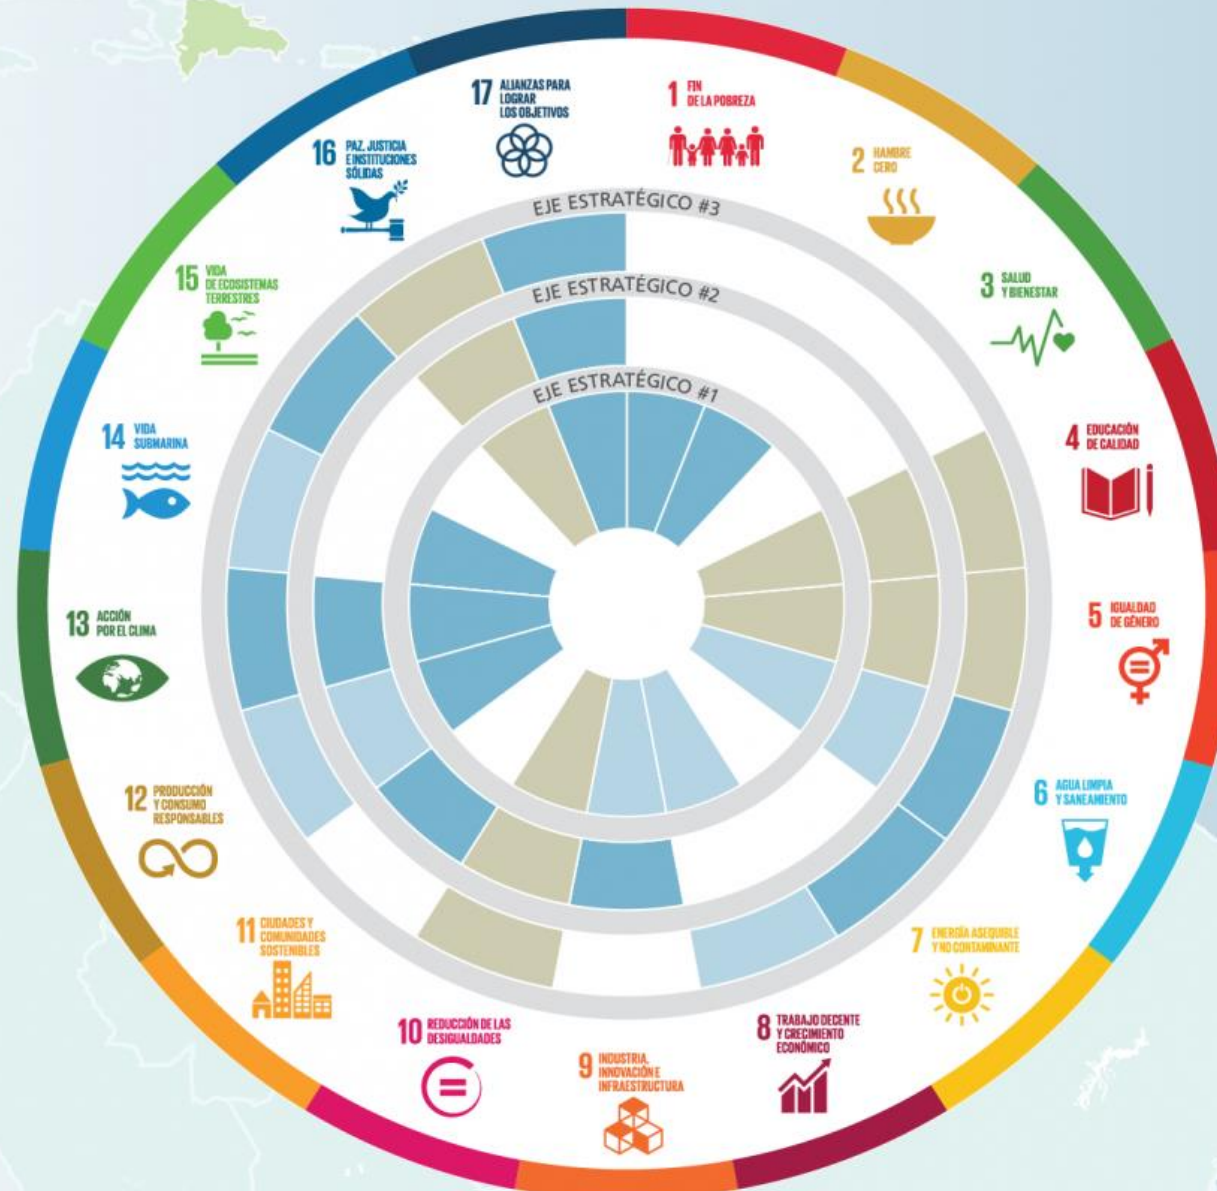 1 FIN
DE LA POBREZA
2 HAMBRE
CERO
3 SALUD
Y BIENESTAR
4 EDUCACIÓN
DE CALIDAD
5 IGUALDAD
DE GÉNERO
6 AGUA LIMPIA
Y SANEAMIENTO
7 ENERGÍA ASEQUIBLE
Y NO CONTAMINANTE
8 TRABAJO DECENTE
Y CRECIMIENTO
ECONÓMICO
9 INDUSTRIA,
INNOVACIÓN E
INFRAESTRUCTURA
10 REDUCCIÓN DE LAS
DESIGUALDADES
11 CIUDADES Y
COMUNIDADES
SOSTENIBLES
12 PRODUCCIÓN
Y CONSUMO
RESPONSABLES
13 ACCIÓN
POR EL CLIMA
14 VIDA
SUBMARINA
15 VIDA
DE ECOSISTEMAS
TERRESTRES
16 PAZ, JUSTICIA
E INSTITUCIONES
SÓLIDAS
17 ALIANZAS PARA
LOGRAR
LOS OBJETIVOS
EJE ESTRATÉGICO #3
EJE ESTRATÉGICO #2
EJE ESTRATÉGICO #1